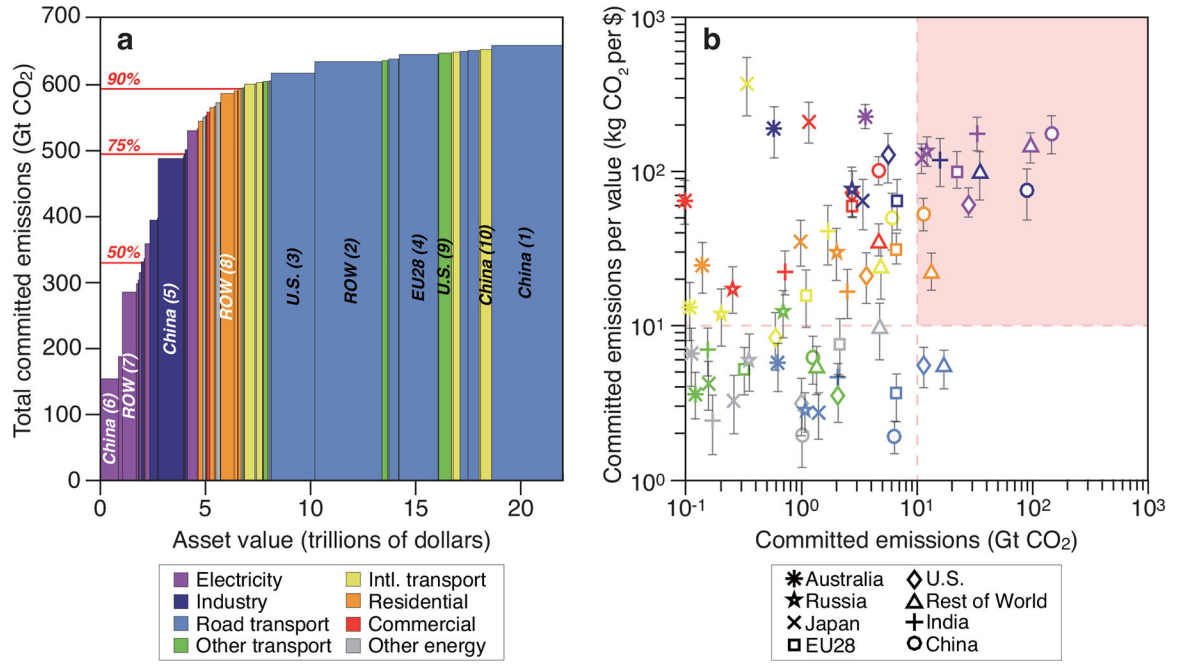 a
Total committed emissions (Gt CO₂)
700
600
500
400
300
200
100
0
90%
75%
50%
China (6)
ROW (7)
China (5)
ROW (8)
U.S. (3)
ROW (2)
EU28 (4)
U.S. (9)
China (10)
China (1)
0
5
10
15
20
Asset value (trillions of dollars)
Electricity
Industry
Road transport
Other transport
Intl. transport
Residential
Commercial
Other energy
b
Committed emissions per value (kg CO₂ per $)
10³
10²
10¹
10⁰
10⁻¹
10⁰
10¹
10²
10³
Committed emissions (Gt CO₂)
Australia
Russia
Japan
EU28
U.S.
Rest of World
India
China